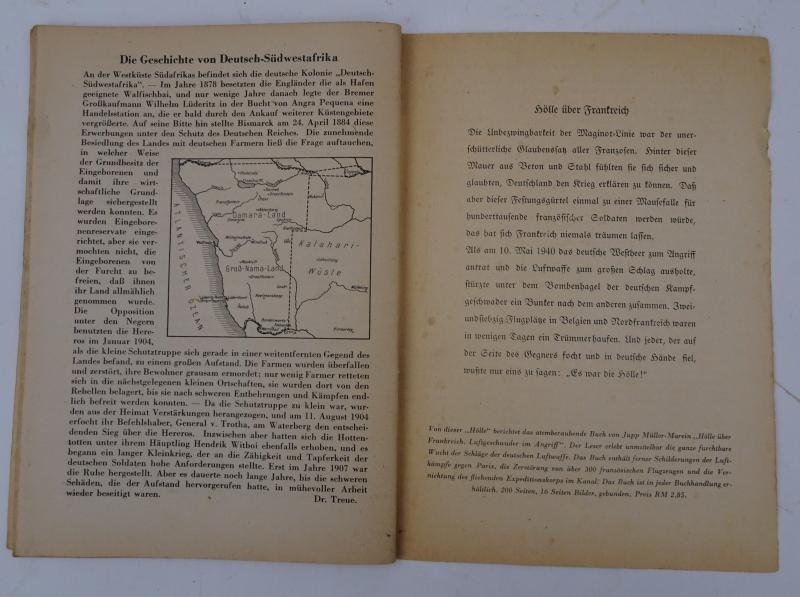 Die Geschichte von Deutsch-Südwestafrika
An der Westküste Südafrikas befindet sich die deutsche Kolonie „Deutsch-
Südwestafrika“. — Im Jahre 1878 besetzten die Engländer die als Hafen
geeignete Walfischbai, und nur wenige Jahre danach legte der Bremer
Großkaufmann Wilhelm Lüderitz in der Bucht von Angra Pequena eine
Handelsstation an, die er bald durch den Ankauf weiterer Küstengebiete
vergrößerte. Auf seine Bitte hin stellte Bismarck am 24. April 1884 diese
Erwerbungen unter den Schutz des Deutschen Reiches. Die zunehmende
Besiedlung des Landes mit deutschen Farmern ließ die Frage auftauchen,
in welcher Weise
der Grundbesitz der
Eingeborenen und
damit ihre wirt-
schaftliche Grund-
lage sichergestellt
werden konnten. Es
wurden Eingebore-
nenreservate einge-
richtet, aber sie ver-
mochten nicht, die
Eingeborenen von
der Furcht zu be-
freien, daß ihnen
ihr Land allmählich
genommen wurde.
Die Opposition
unter den Negern
benutzten die Here-
ros im Januar 1904,
ATLANTISCHER OZEAN
Damara-Land
Groß-Nama-Land
Kalahari-
Wüste
als die kleine Schutztruppe sich gerade in einer weitentfernten Gegend des
Landes befand, zu einem großen Aufstand. Die Farmen wurden überfallen
und zerstört, ihre Bewohner grausam ermordet; nur wenig Farmer retteten
sich in die nächstgelegenen kleinen Ortschaften, sie wurden dort von den
Rebellen belagert, bis sie nach schweren Entbehrungen und Kämpfen end-
lich befreit werden konnten. — Da die Schutztruppe zu klein war, wur-
den aus der Heimat Verstärkungen herangezogen, und am 11. August 1904
erfocht ihr Befehlshaber, General v. Trotha, am Waterberg den entschei-
denden Sieg über die Hereros. Inzwischen aber hatten sich die Hotten-
totten unter ihrem Häuptling Hendrik Witboi ebenfalls erhoben, und es
begann ein langer Kleinkrieg, der an die Zähigkeit und Tapferkeit der
deutschen Soldaten hohe Anforderungen stellte. Erst im Jahre 1907 war
die Ruhe hergestellt. Aber es dauerte noch lange Jahre, bis die schweren
Schäden, die der Aufstand hervorgerufen hatte, in mühevoller Arbeit
wieder beseitigt waren.
Dr. Treue.
Hölle über Frankreich
Die Unbezwingbarkeit der Maginot-Linie war der uner-
schütterliche Glaubenssatz aller Franzosen. Hinter dieser
Mauer aus Beton und Stahl fühlten sie sich sicher und
glaubten, Deutschland den Krieg erklären zu können. Daß
aber dieser Festungsgürtel einmal zu einer Mausefalle für
hunderttausende französischer Soldaten werden würde,
das hat sich Frankreich niemals träumen lassen.
Als am 10. Mai 1940 das deutsche Westheer zum Angriff
antrat und die Luftwaffe zum großen Schlag ausholte,
stürzte unter dem Bombenhagel der deutschen Kampf-
geschwader ein Bunker nach dem anderen zusammen. Zwei-
undsiebzig Flugplätze in Belgien und Nordfrankreich waren
in wenigen Tagen ein Trümmerhaufen. Und jeder, der auf
der Seite des Gegners focht und in deutsche Hände fiel,
wußte nur eins zu sagen: „Es war die Hölle!“
Von dieser „Hölle“ berichtet das atemberaubende Buch von Jupp Müller-Marein „Hölle über
Frankreich. Luftgeschwader im Angriff“. Der Leser erlebt unmittelbar die ganze furchtbare
Wucht der Schläge der deutschen Luftwaffe. Das Buch enthält ferner Schilderungen der Luft-
kämpfe gegen Paris, die Zerstörung von über 300 französischen Flugzeugen und die Ver-
nichtung des fliehenden Expeditionskorps im Kanal. Das Buch ist in jeder Buchhandlung er-
hältlich. 200 Seiten, 16 Seiten Bilder, gebunden. Preis RM 2,85.